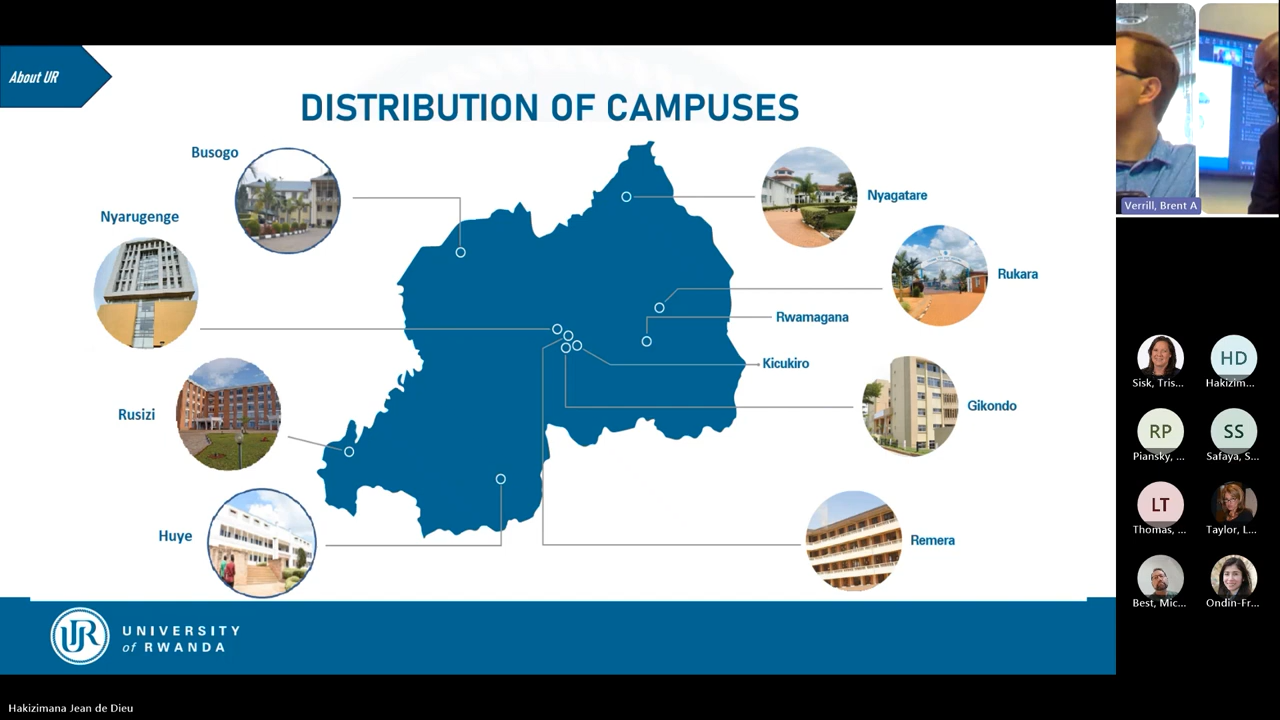 About UR
DISTRIBUTION OF CAMPUSES
Busogo
Nyarugenge
Nyagatare
Rukara
Rwamagana
Kicukiro
Rusizi
Gikondo
Huye
Remera
UR
UNIVERSITY
of RWANDA
Hakizimana Jean de Dieu
Verrill, Brent A
HD
Sisk, Tris...
Hakizim...
RP
SS
Piansky, ...
Safaya, S...
LT
Thomas, ...
Taylor, L...
Best, Mic...
Ondin-Fr...